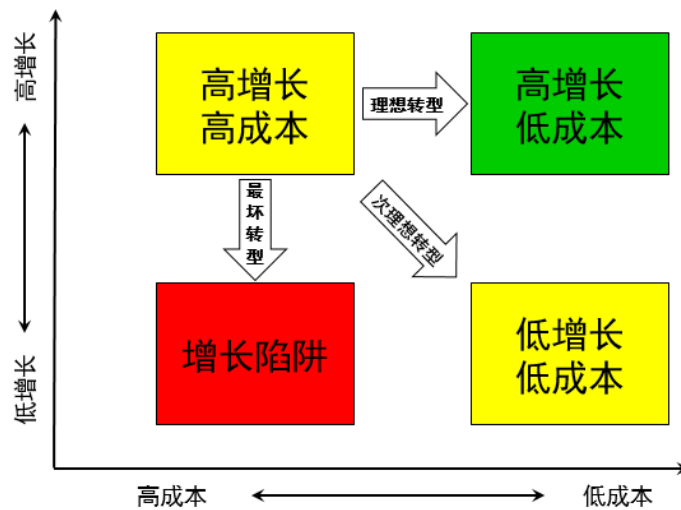 高增长
高增长
高成本
理想转型
高增长
低成本
最坏转型
次理想转型
增长陷阱
低增长
低成本
低增长
高成本
低成本